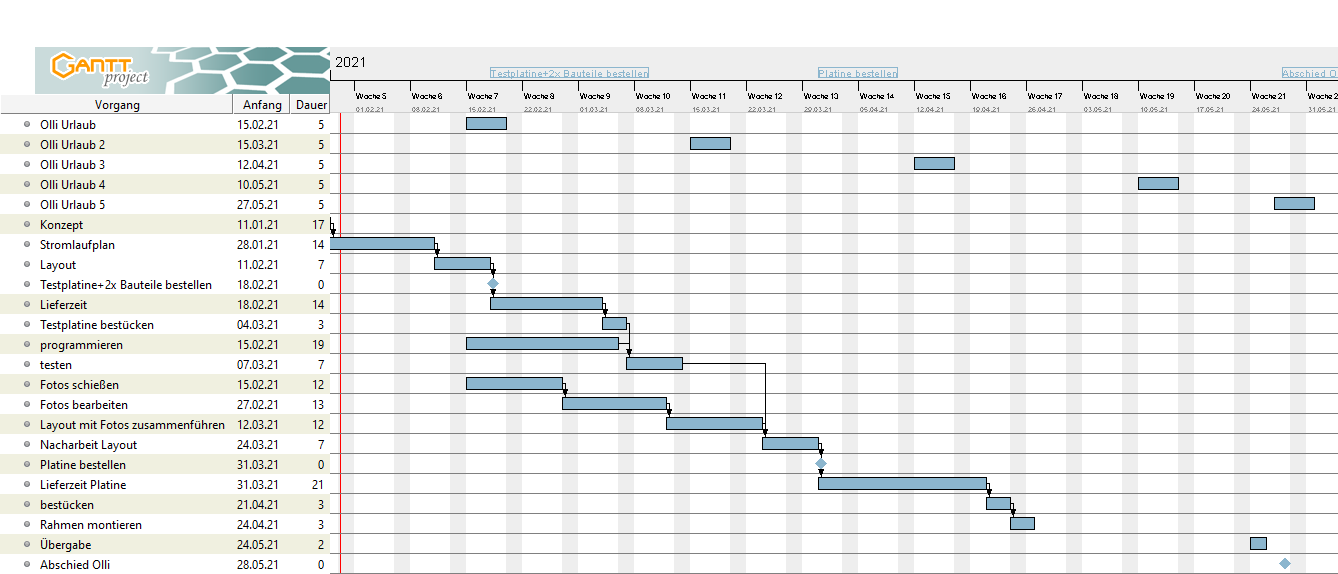 GANTT
project
2021
Testplatine+2x Bauteile bestellen Platine bestellen Abschied O
Woche 5 Woche 6 Woche 7 Woche 8 Woche 9 Woche 10 Woche 11 Woche 12 Woche 13 Woche 14 Woche 15 Woche 16 Woche 17 Woche 18 Woche 19 Woche 20 Woche 21 Woche 2
Vorgang Anfang Dauer 01.02.21 08.02.21 15.02.21 22.02.21 01.03.21 08.03.21 15.03.21 22.03.21 29.03.21 05.04.21 12.04.21 19.04.21 26.04.21 03.05.21 10.05.21 17.05.21 24.05.21 31.05.21
Olli Urlaub 15.02.21 5
Olli Urlaub 2 15.03.21 5
Olli Urlaub 3 12.04.21 5
Olli Urlaub 4 10.05.21 5
Olli Urlaub 5 27.05.21 5
Konzept 11.01.21 17
Stromlaufplan 28.01.21 14
Layout 11.02.21 7
Testplatine+2x Bauteile bestellen 18.02.21 0
Lieferzeit 18.02.21 14
Testplatine bestücken 04.03.21 3
programmieren 15.02.21 19
testen 07.03.21 7
Fotos schießen 15.02.21 12
Fotos bearbeiten 27.02.21 13
Layout mit Fotos zusammenführen 12.03.21 12
Nacharbeit Layout 24.03.21 7
Platine bestellen 31.03.21 0
Lieferzeit Platine 31.03.21 21
bestücken 21.04.21 3
Rahmen montieren 24.04.21 3
Übergabe 24.05.21 2
Abschied Olli 28.05.21 0